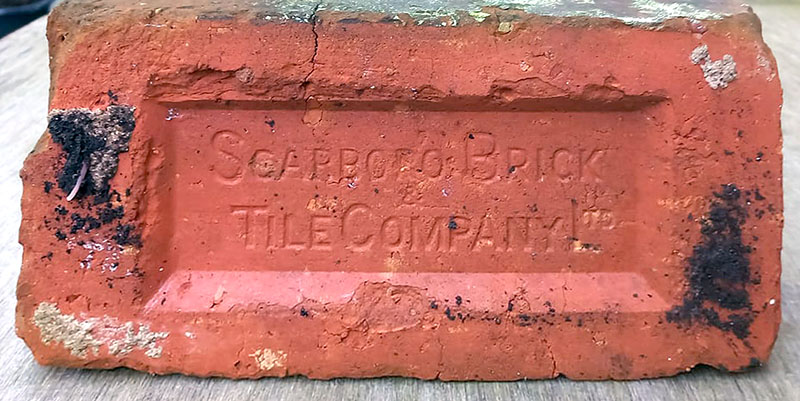 SCARBORO' BRICK
&
TILE COMPANY LTD